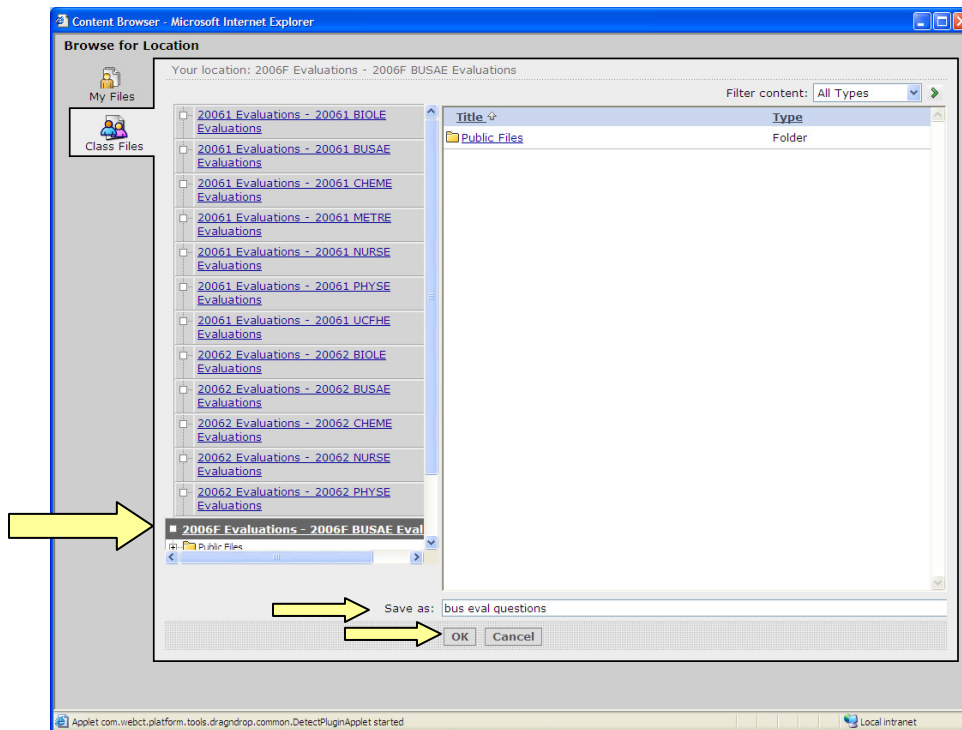 Content Browser - Microsoft Internet Explorer
Browse for Location
My Files
Class Files
Your location: 2006F Evaluations - 2006F BUSAE Evaluations
Filter content: All Types
20061 Evaluations - 20061 BIOLE
Evaluations
20061 Evaluations - 20061 BUSAE
Evaluations
20061 Evaluations - 20061 CHEME
Evaluations
20061 Evaluations - 20061 METRE
Evaluations
20061 Evaluations - 20061 NURSE
Evaluations
20061 Evaluations - 20061 PHYSE
Evaluations
20061 Evaluations - 20061 UCFHE
Evaluations
20062 Evaluations - 20062 BIOLE
Evaluations
20062 Evaluations - 20062 BUSAE
Evaluations
20062 Evaluations - 20062 CHEME
Evaluations
20062 Evaluations - 20062 NURSE
Evaluations
20062 Evaluations - 20062 PHYSE
Evaluations
2006F Evaluations - 2006F BUSAE Eval
Public Files
Title Type
Public Files Folder
Save as: bus eval questions
OK Cancel
Applet com.webct.platform.tools.dragndrop.common.DetectPluginApplet started Local intranet